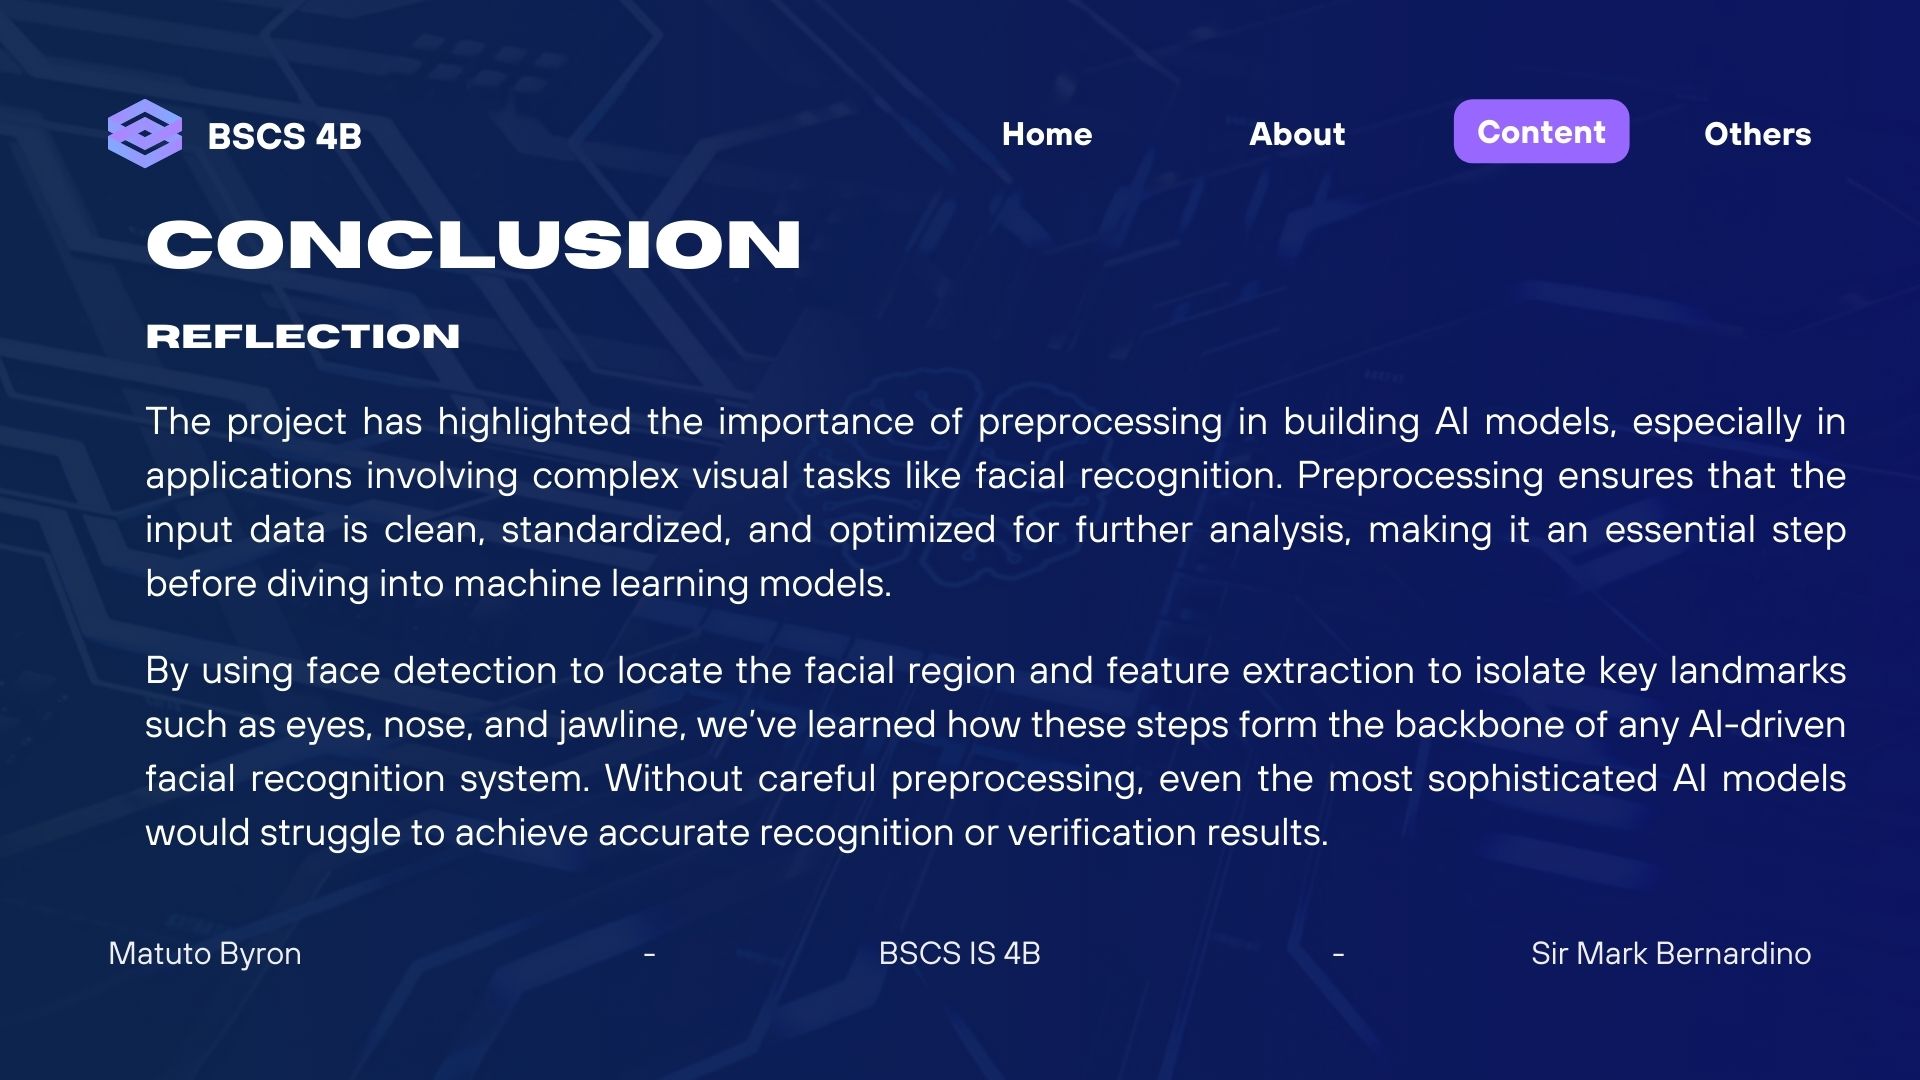 BSCS 4B
Home
About
Content
Others
CONCLUSION
REFLECTION
The project has highlighted the importance of preprocessing in building AI models, especially in
applications involving complex visual tasks like facial recognition. Preprocessing ensures that the
input data is clean, standardized, and optimized for further analysis, making it an essential step
before diving into machine learning models.
By using face detection to locate the facial region and feature extraction to isolate key landmarks
such as eyes, nose, and jawline, we’ve learned how these steps form the backbone of any AI-driven
facial recognition system. Without careful preprocessing, even the most sophisticated AI models
would struggle to achieve accurate recognition or verification results.
Matuto Byron - BSCS IS 4B - Sir Mark Bernardino